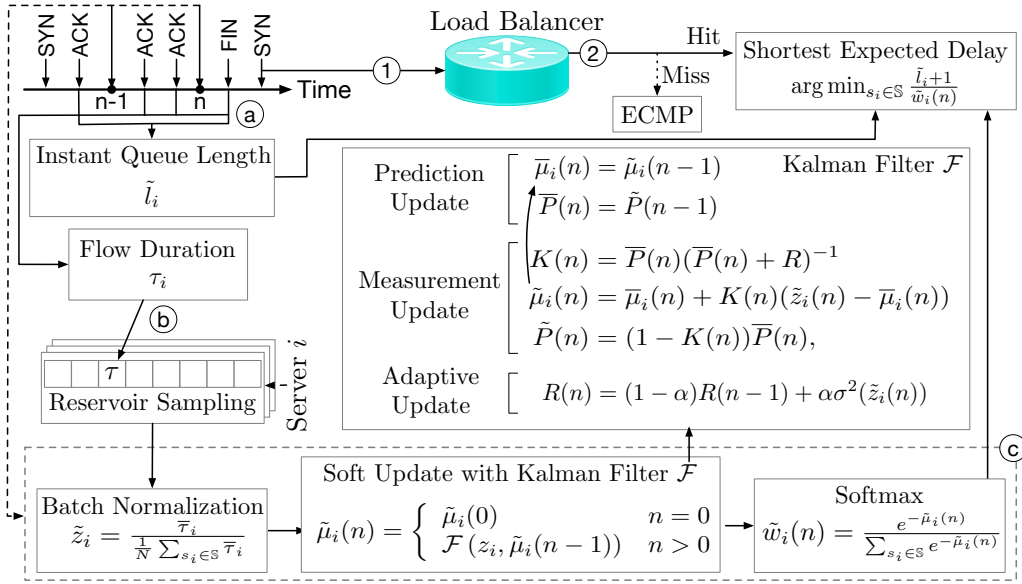 SYN ACK ACK ACK FIN SYN
n-1 n Time
ⓐ
① Load Balancer ②
Hit
Miss
ECMP
Shortest Expected Delay
arg min_{s_i∈𝕊} (l̃_i+1)/(w̃_i(n))
Instant Queue Length
l̃_i
Flow Duration
τ_i
ⓑ
τ
Reservoir Sampling
Server i
Kalman Filter ℱ
Prediction
Update
μ̅_i(n) = μ̃_i(n−1)
P̅(n) = P̃(n−1)
Measurement
Update
K(n) = P̅(n)(P̅(n) + R)^{−1}
μ̃_i(n) = μ̅_i(n) + K(n)(z̃_i(n) − μ̅_i(n))
P̃(n) = (1 − K(n))P̅(n),
Adaptive
Update
R(n) = (1 − α)R(n−1) + ασ²(z̃_i(n))
ⓒ
Batch Normalization
z̃_i = τ̅_i / (1/N ∑_{s_i∈𝕊} τ̅_i)
Soft Update with Kalman Filter ℱ
μ̃_i(n) = { μ̃_i(0) n = 0
ℱ(z_i, μ̃_i(n−1)) n > 0
Softmax
w̃_i(n) = e^{−μ̃_i(n)} / ∑_{s_i∈𝕊} e^{−μ̃_i(n)}